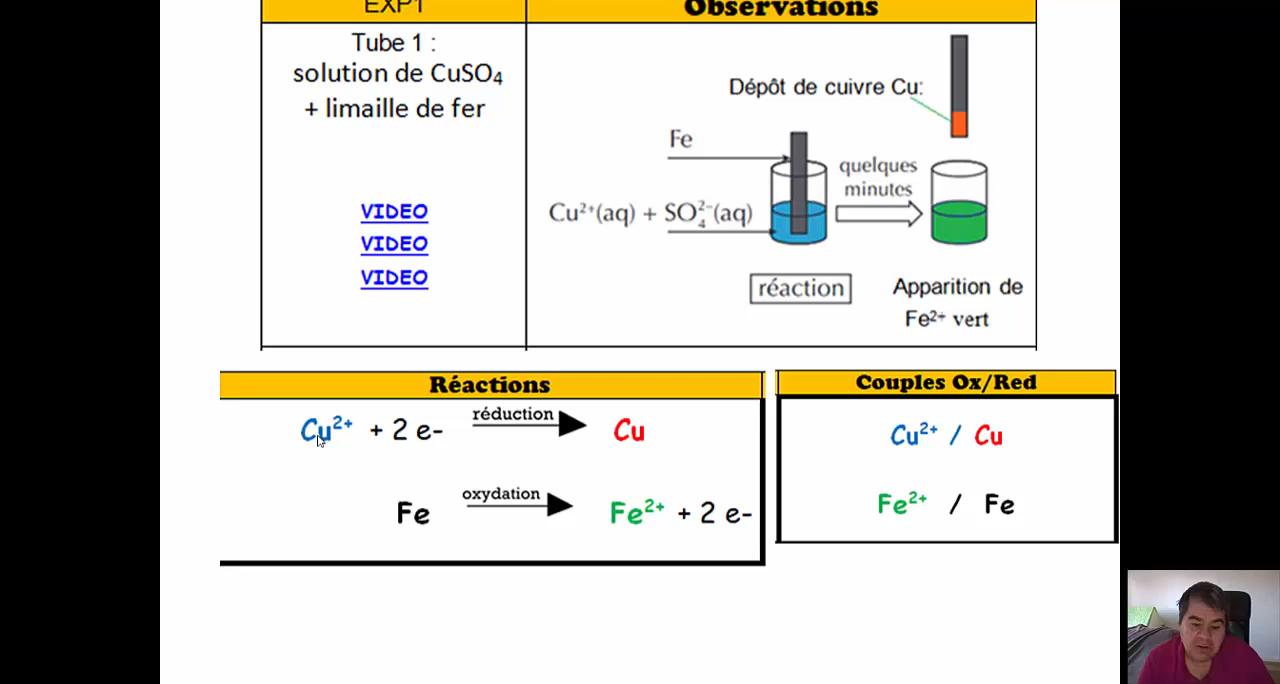 EXP1
Observations
Tube 1 :
solution de CuSO₄
+ limaille de fer
VIDEO
VIDEO
VIDEO
Dépôt de cuivre Cu:
Fe
quelques
minutes
Cu²⁺(aq) + SO₄²⁻(aq)
réaction
Apparition de
Fe²⁺ vert
Réactions
Cu²⁺ + 2 e- réduction Cu
Fe oxydation Fe²⁺ + 2 e-
Couples Ox/Red
Cu²⁺ / Cu
Fe²⁺ / Fe